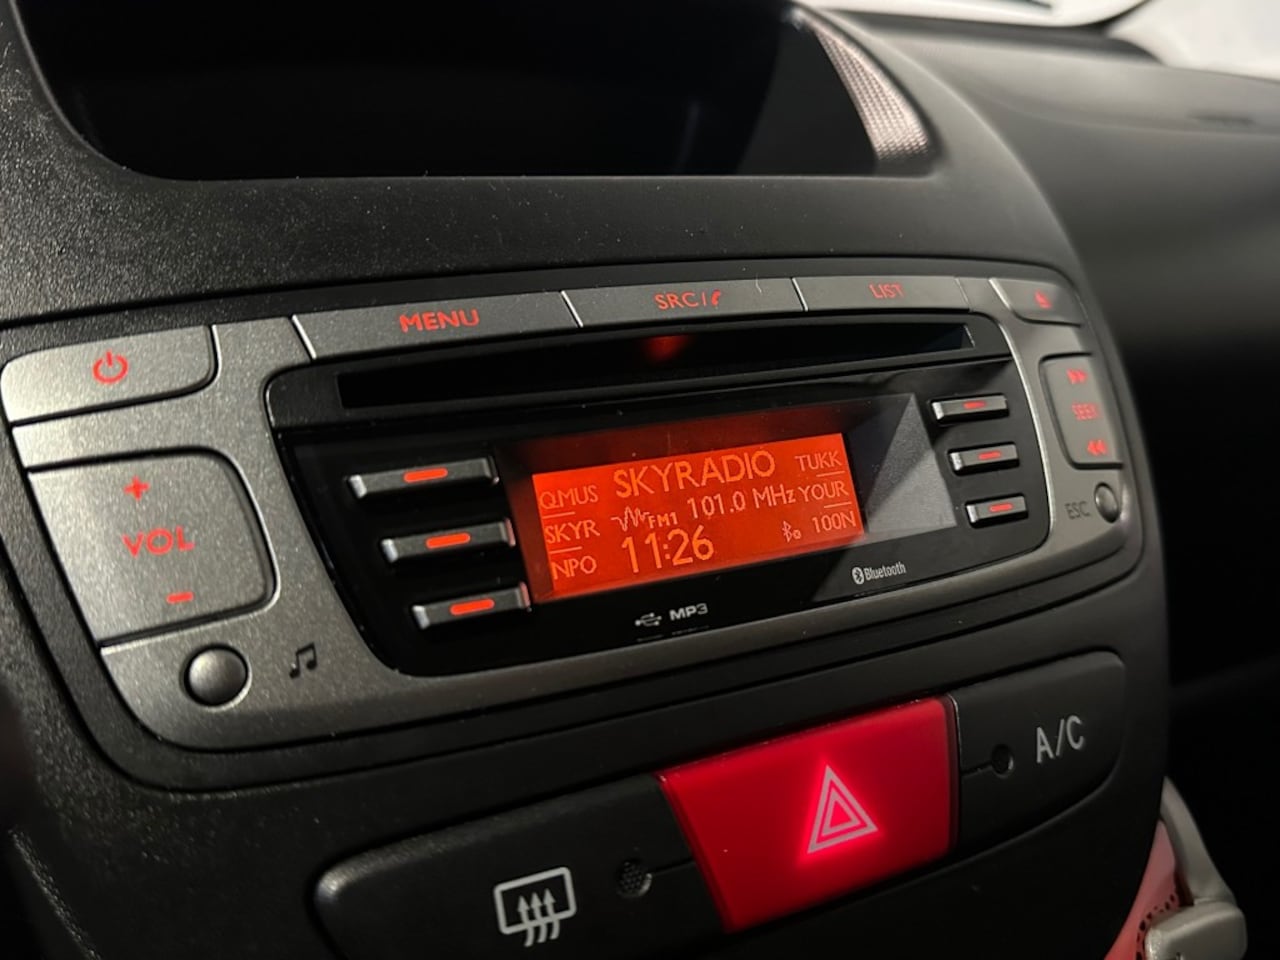 MENU
SRC/
LIST
VOL
SEEK
ESC
Q.MUS
SKYRADIO
TUKK
SKYR
FM1 101.0 MHz
YOUR
NPO
11:26
100N
MP3
Bluetooth
A/C